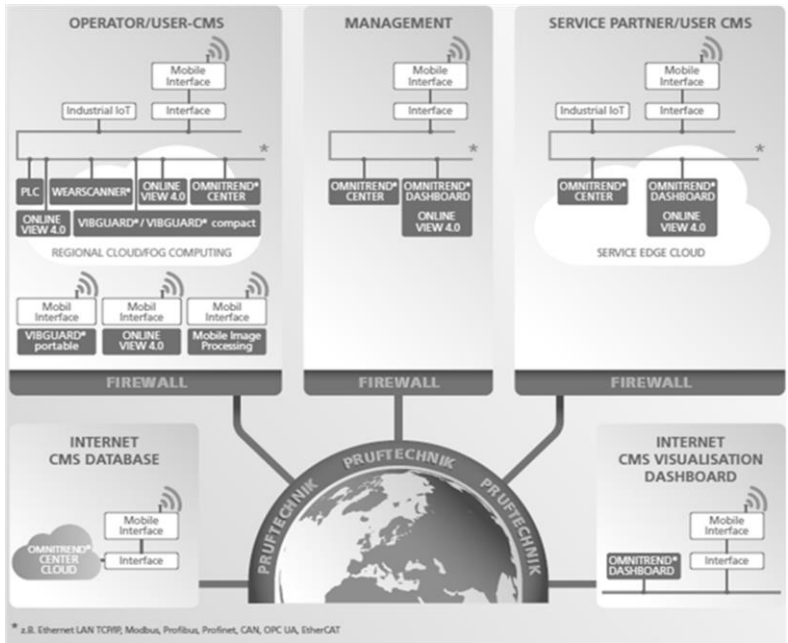 OPERATOR/USER-CMS
Mobile
Interface
Industrial IoT
Interface
*
PLC
WEARSCANNER*
ONLINE
VIEW 4.0
OMNITREND*
CENTER
ONLINE
VIEW 4.0
VIBGUARD*/ VIBGUARD* compact
REGIONAL CLOUD/FOG COMPUTING
Mobil
Interface
VIBGUARD*
portable
Mobil
Interface
ONLINE
VIEW 4.0
Mobil
Interface
Mobile Image
Processing
FIREWALL
MANAGEMENT
Mobile
Interface
Interface
*
OMNITREND*
CENTER
OMNITREND*
DASHBOARD
ONLINE
VIEW 4.0
FIREWALL
SERVICE PARTNER/USER CMS
Mobile
Interface
Industrial IoT
Interface
*
OMNITREND*
CENTER
OMNITREND*
DASHBOARD
ONLINE
VIEW 4.0
SERVICE EDGE CLOUD
FIREWALL
INTERNET
CMS DATABASE
Mobile
Interface
OMNITREND*
CENTER
CLOUD
Interface
PRUFTECHNIK
PRUFTECHNIK
PRUFTECHNIK
INTERNET
CMS VISUALISATION
DASHBOARD
Mobile
Interface
OMNITREND*
DASHBOARD
Interface
* z.B. Ethernet LAN TCP/IP, Modbus, Profibus, Profinet, CAN, OPC UA, EtherCAT